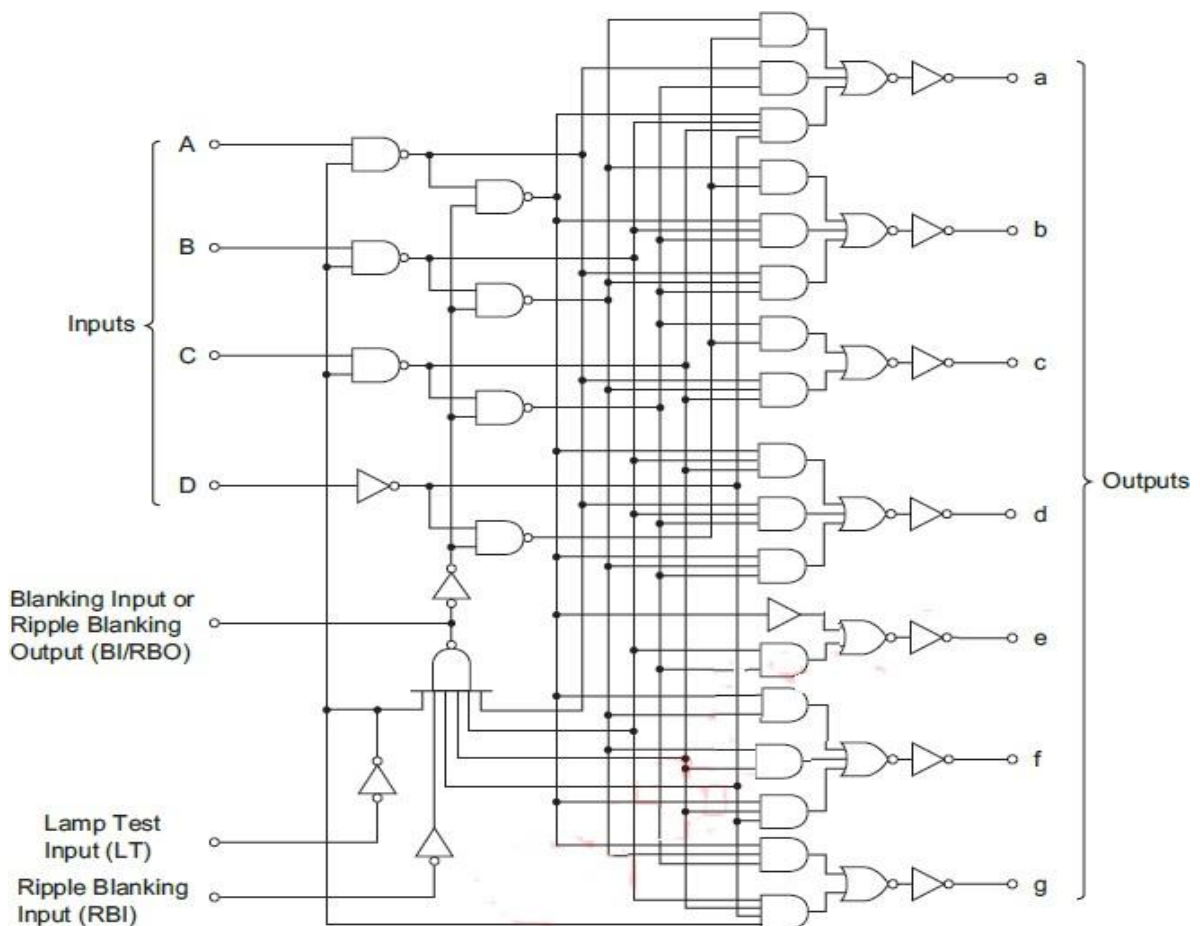 a
A
b
B
Inputs
C
c
D
Outputs
d
Blanking Input or
Ripple Blanking
Output (BI/RBO)
e
f
Lamp Test
Input (LT)
Ripple Blanking
Input (RBI)
g